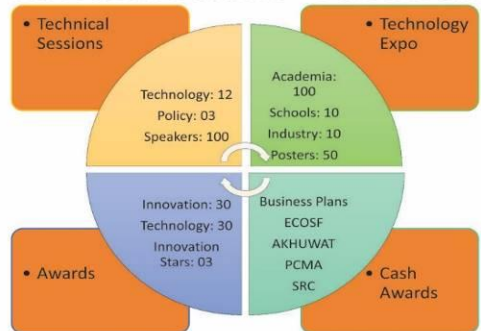 • Technical
Sessions
• Technology
Expo
Technology: 12
Policy: 03
Speakers: 100
Academia:
100
Schools: 10
Industry: 10
Posters: 50
Innovation: 30
Technology: 30
Innovation
Stars: 03
Business Plans
ECOSF
AKHUWAT
PCMA
SRC
• Awards
• Cash
Awards